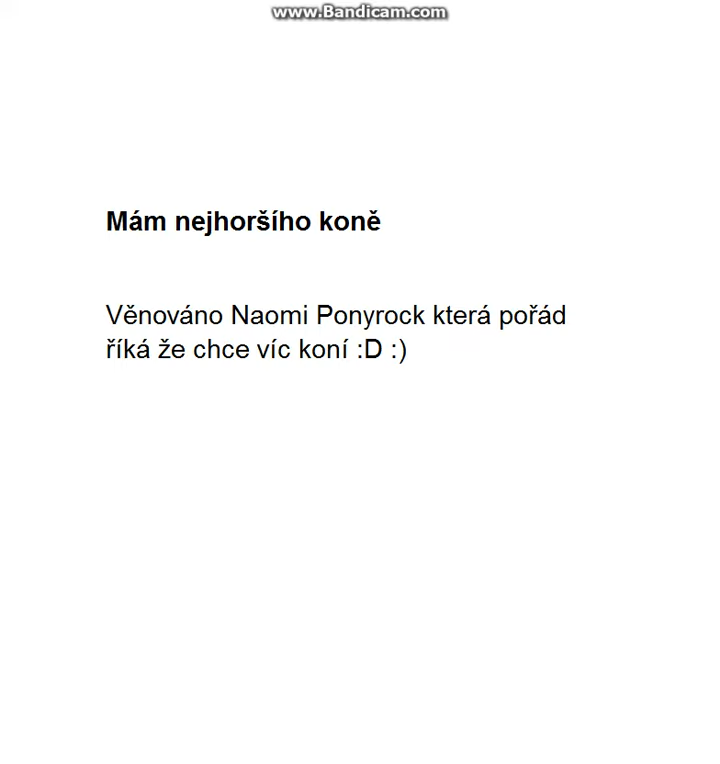 www.Bandicam.com
Mám nejhoršího koně
Věnováno Naomi Ponyrock která pořád
říká že chce víc koní :D :)